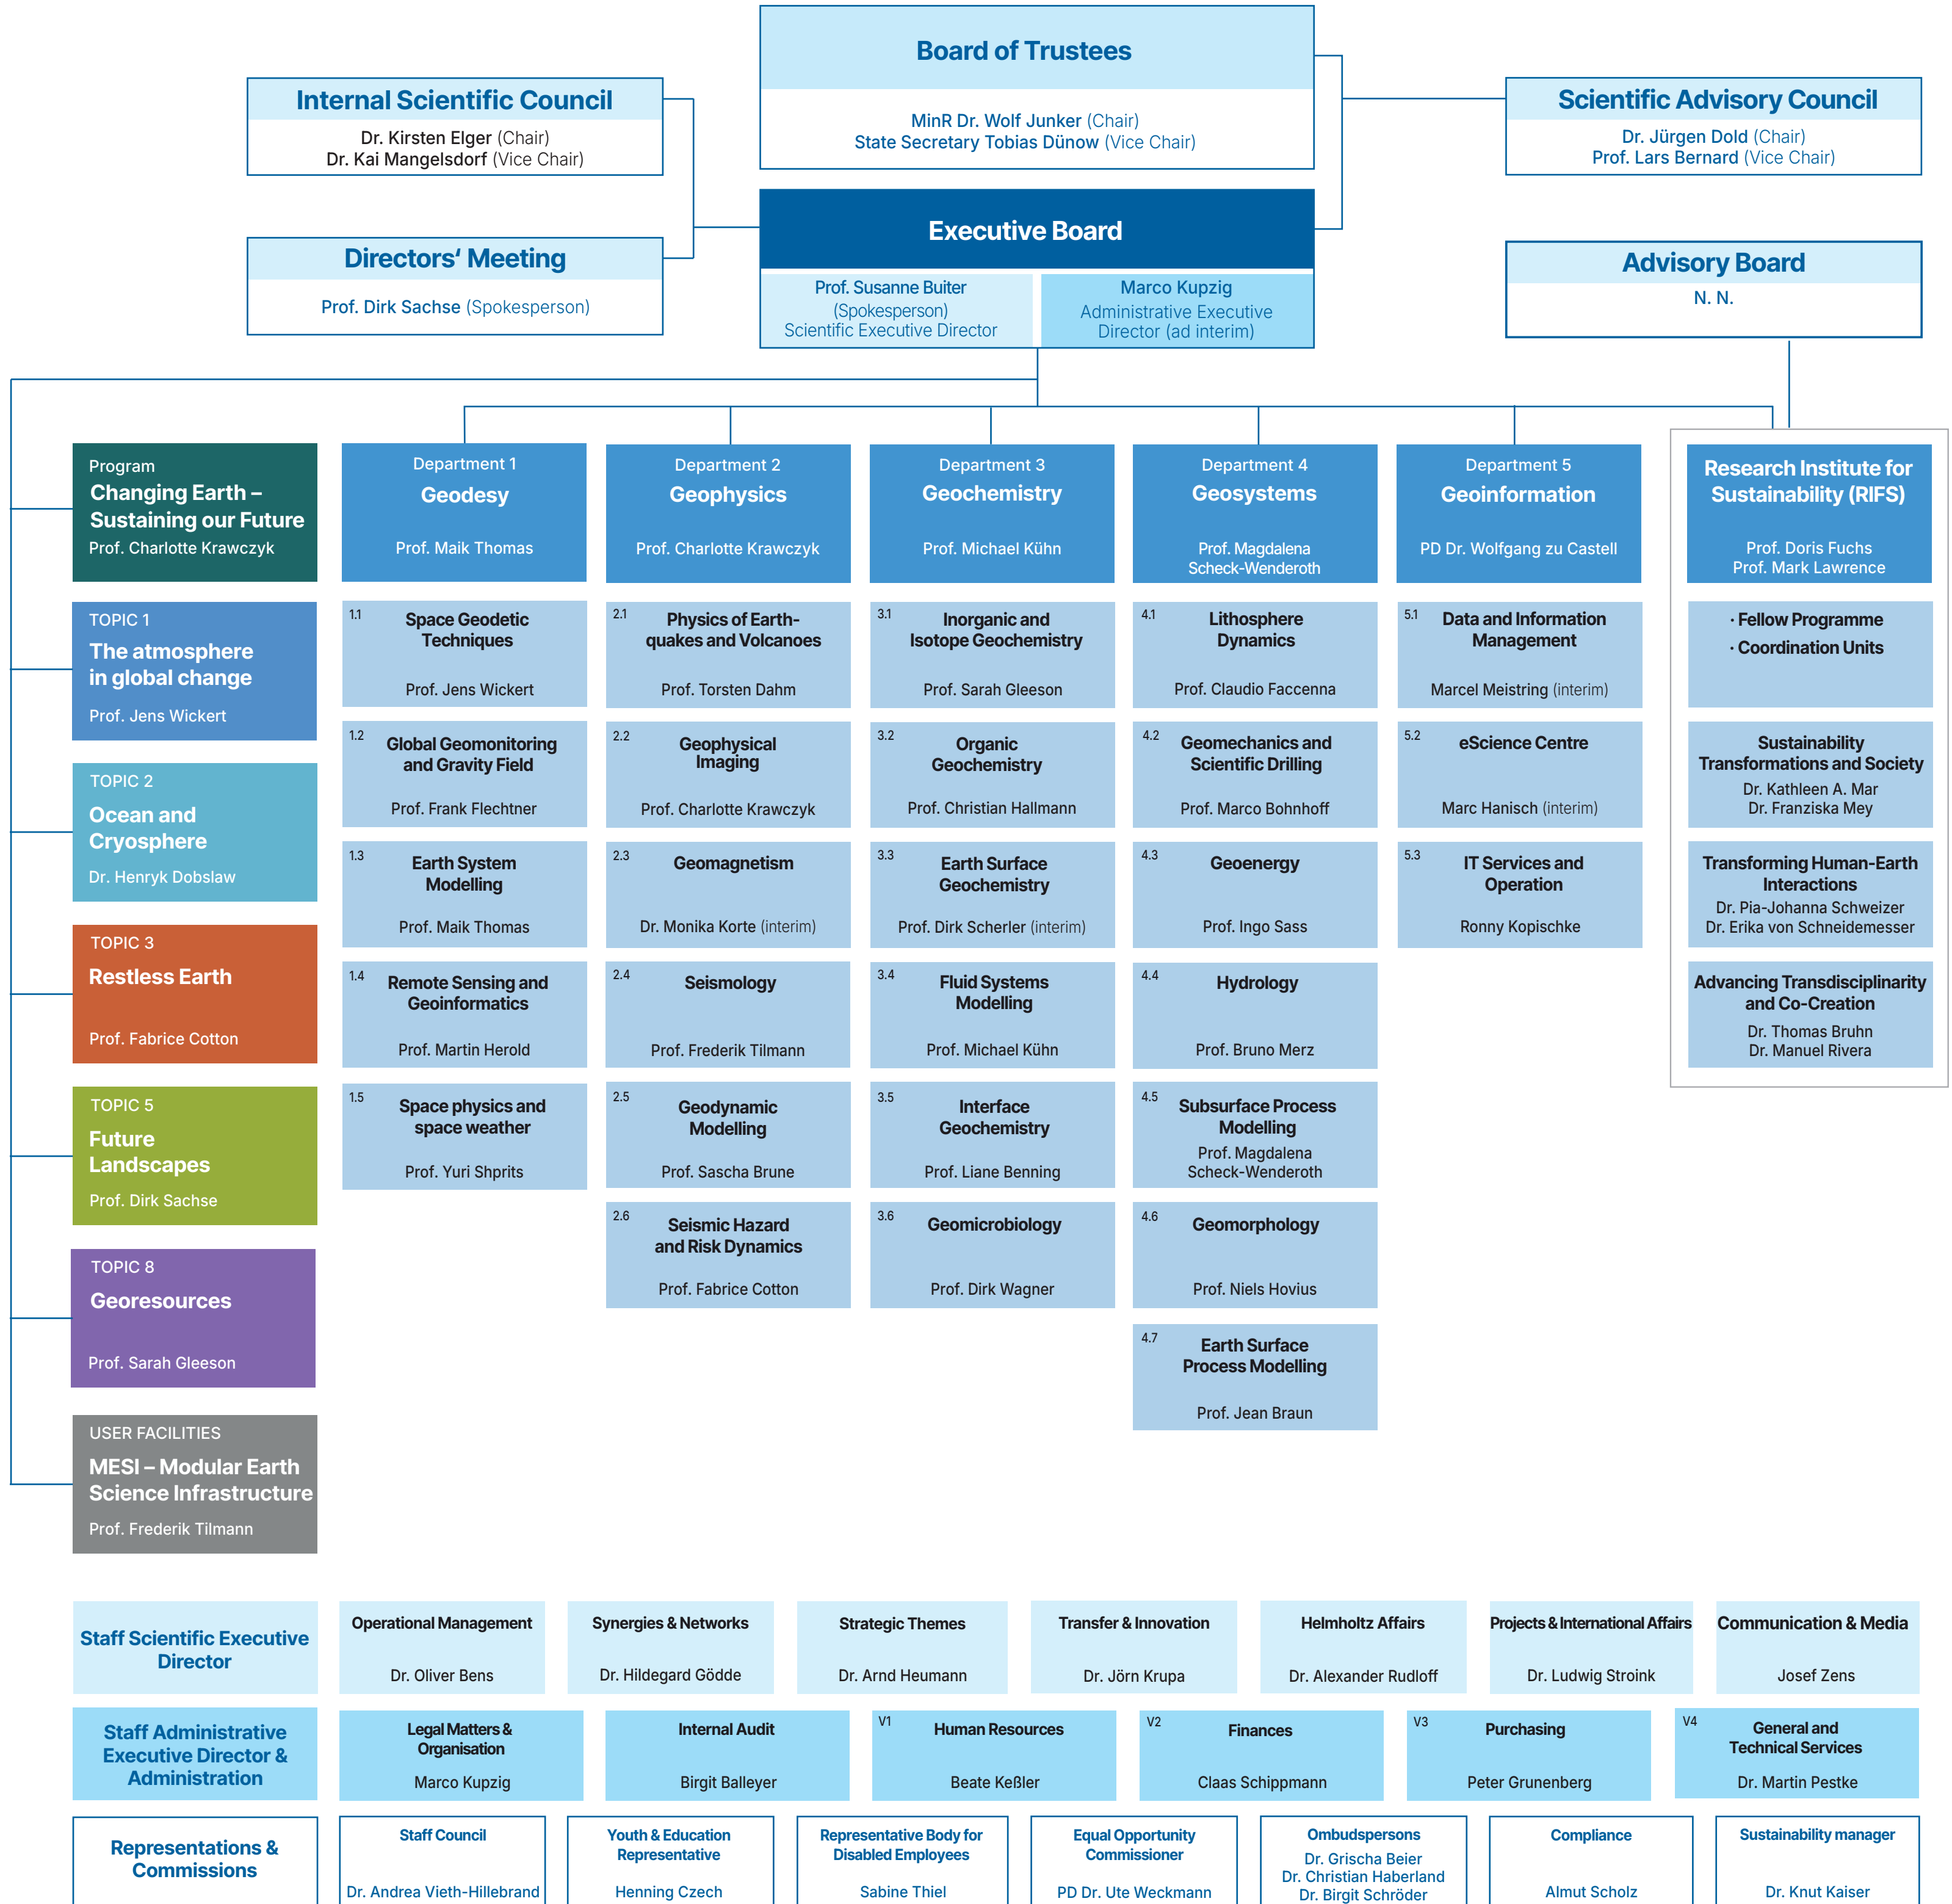 Board of Trustees
MinR Dr. Wolf Junker (Chair)
State Secretary Tobias Dünow (Vice Chair)
Internal Scientific Council
Dr. Kirsten Elger (Chair)
Dr. Kai Mangelsdorf (Vice Chair)
Scientific Advisory Council
Dr. Jürgen Dold (Chair)
Prof. Lars Bernard (Vice Chair)
Directors‘ Meeting
Prof. Dirk Sachse (Spokesperson)
Executive Board
Prof. Susanne Buiter
(Spokesperson)
Scientific Executive Director
Marco Kupzig
Administrative Executive
Director (ad interim)
Advisory Board
N. N.
Program
Changing Earth –
Sustaining our Future
Prof. Charlotte Krawczyk
TOPIC 1
The atmosphere
in global change
Prof. Jens Wickert
TOPIC 2
Ocean and
Cryosphere
Dr. Henryk Dobslaw
TOPIC 3
Restless Earth
Prof. Fabrice Cotton
TOPIC 5
Future
Landscapes
Prof. Dirk Sachse
TOPIC 8
Georesources
Prof. Sarah Gleeson
USER FACILITIES
MESI – Modular Earth
Science Infrastructure
Prof. Frederik Tilmann
Department 1
Geodesy
Prof. Maik Thomas
1.1
Space Geodetic
Techniques
Prof. Jens Wickert
1.2
Global Geomonitoring
and Gravity Field
Prof. Frank Flechtner
1.3
Earth System
Modelling
Prof. Maik Thomas
1.4
Remote Sensing and
Geoinformatics
Prof. Martin Herold
1.5
Space physics and
space weather
Prof. Yuri Shprits
Department 2
Geophysics
Prof. Charlotte Krawczyk
2.1
Physics of Earth-
quakes and Volcanoes
Prof. Torsten Dahm
2.2
Geophysical
Imaging
Prof. Charlotte Krawczyk
2.3
Geomagnetism
Dr. Monika Korte (interim)
2.4
Seismology
Prof. Frederik Tilmann
2.5
Geodynamic
Modelling
Prof. Sascha Brune
2.6
Seismic Hazard
and Risk Dynamics
Prof. Fabrice Cotton
Department 3
Geochemistry
Prof. Michael Kühn
3.1
Inorganic and
Isotope Geochemistry
Prof. Sarah Gleeson
3.2
Organic
Geochemistry
Prof. Christian Hallmann
3.3
Earth Surface
Geochemistry
Prof. Dirk Scherler (interim)
3.4
Fluid Systems
Modelling
Prof. Michael Kühn
3.5
Interface
Geochemistry
Prof. Liane Benning
3.6
Geomicrobiology
Prof. Dirk Wagner
Department 4
Geosystems
Prof. Magdalena
Scheck-Wenderoth
4.1
Lithosphere
Dynamics
Prof. Claudio Faccenna
4.2
Geomechanics and
Scientific Drilling
Prof. Marco Bohnhoff
4.3
Geoenergy
Prof. Ingo Sass
4.4
Hydrology
Prof. Bruno Merz
4.5
Subsurface Process
Modelling
Prof. Magdalena
Scheck-Wenderoth
4.6
Geomorphology
Prof. Niels Hovius
4.7
Earth Surface
Process Modelling
Prof. Jean Braun
Department 5
Geoinformation
PD Dr. Wolfgang zu Castell
5.1
Data and Information
Management
Marcel Meistring (interim)
5.2
eScience Centre
Marc Hanisch (interim)
5.3
IT Services and
Operation
Ronny Kopischke
Research Institute for
Sustainability (RIFS)
Prof. Doris Fuchs
Prof. Mark Lawrence
· Fellow Programme
· Coordination Units
Sustainability
Transformations and Society
Dr. Kathleen A. Mar
Dr. Franziska Mey
Transforming Human-Earth
Interactions
Dr. Pia-Johanna Schweizer
Dr. Erika von Schneidemesser
Advancing Transdisciplinarity
and Co-Creation
Dr. Thomas Bruhn
Dr. Manuel Rivera
Staff Scientific Executive
Director
Operational Management
Dr. Oliver Bens
Synergies & Networks
Dr. Hildegard Gödde
Strategic Themes
Dr. Arnd Heumann
Transfer & Innovation
Dr. Jörn Krupa
Helmholtz Affairs
Dr. Alexander Rudloff
Projects & International Affairs
Dr. Ludwig Stroink
Communication & Media
Josef Zens
Staff Administrative
Executive Director &
Administration
Legal Matters &
Organisation
Marco Kupzig
Internal Audit
Birgit Balleyer
V1
Human Resources
Beate Keßler
V2
Finances
Claas Schippmann
V3
Purchasing
Peter Grunenberg
V4
General and
Technical Services
Dr. Martin Pestke
Representations &
Commissions
Staff Council
Dr. Andrea Vieth-Hillebrand
Youth & Education
Representative
Henning Czech
Representative Body for
Disabled Employees
Sabine Thiel
Equal Opportunity
Commissioner
PD Dr. Ute Weckmann
Ombudspersons
Dr. Grischa Beier
Dr. Christian Haberland
Dr. Birgit Schröder
Compliance
Almut Scholz
Sustainability manager
Dr. Knut Kaiser